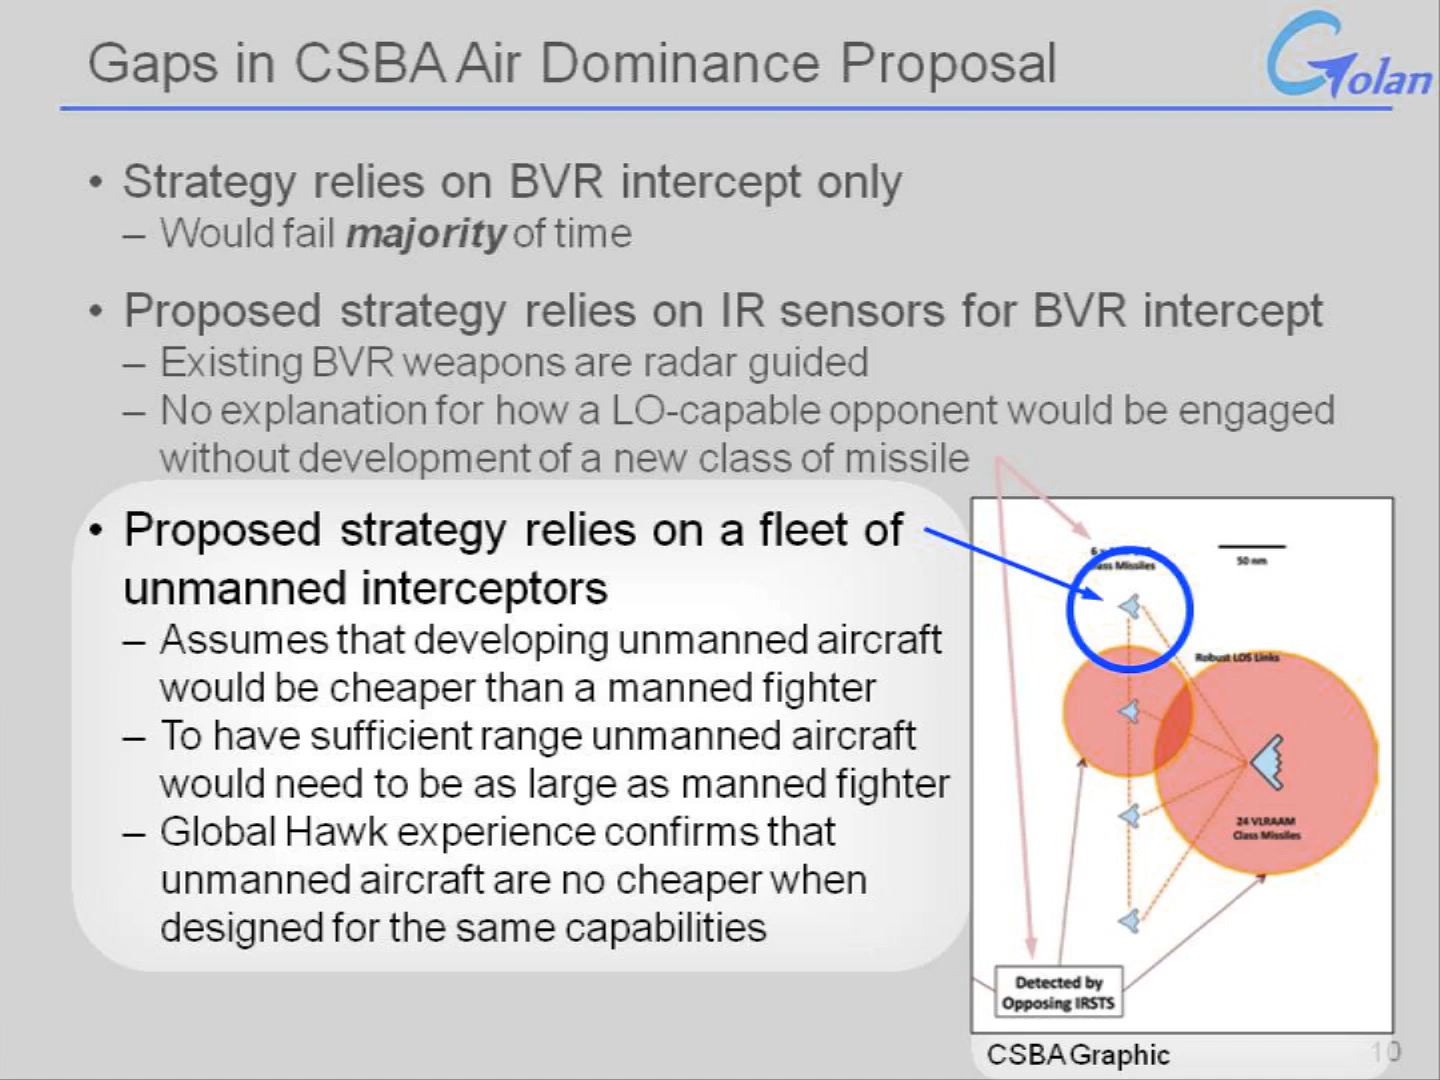 Gaps in CSBA Air Dominance Proposal
Golan
• Strategy relies on BVR intercept only
– Would fail majority of time
• Proposed strategy relies on IR sensors for BVR intercept
– Existing BVR weapons are radar guided
– No explanation for how a LO-capable opponent would be engaged
without development of a new class of missile
• Proposed strategy relies on a fleet of
unmanned interceptors
– Assumes that developing unmanned aircraft
would be cheaper than a manned fighter
– To have sufficient range unmanned aircraft
would need to be as large as manned fighter
– Global Hawk experience confirms that
unmanned aircraft are no cheaper when
designed for the same capabilities
6
Missiles
50 nm
Robust LOS Links
24 VLRAAM
Class Missiles
Detected by
Opposing IRSTS
CSBA Graphic
10